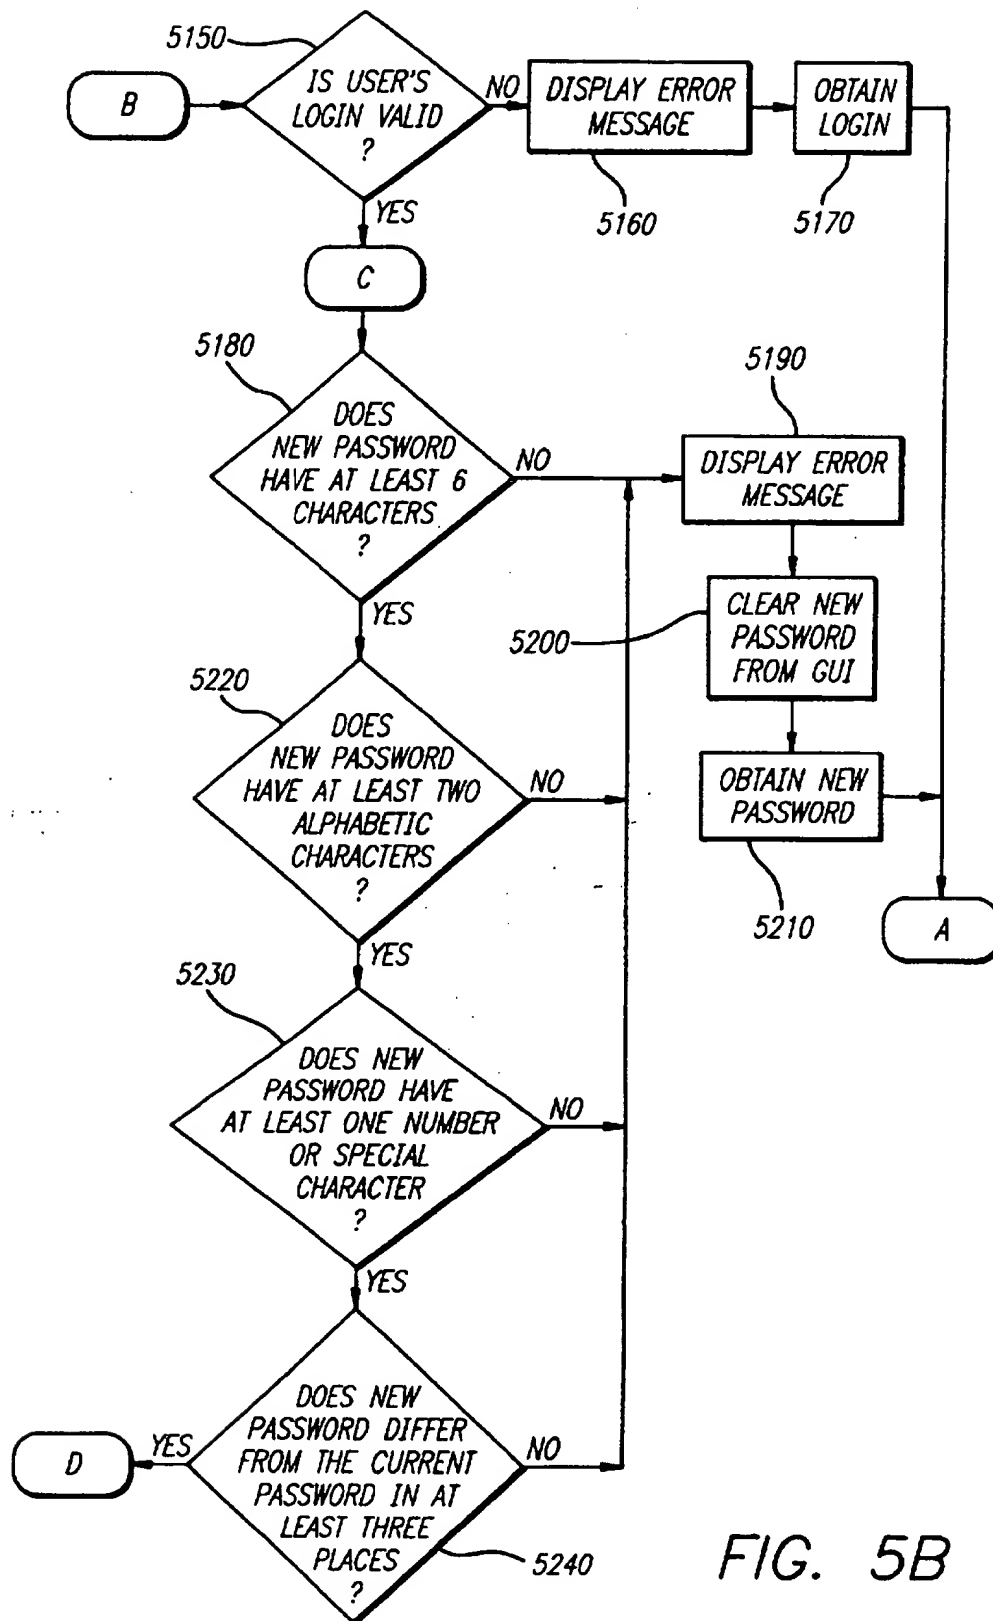 5150
B
IS USER'S
LOGIN VALID
?
NO
DISPLAY ERROR
MESSAGE
OBTAIN
LOGIN
5160
5170
YES
C
5180
DOES
NEW PASSWORD
HAVE AT LEAST 6
CHARACTERS
?
NO
5190
DISPLAY ERROR
MESSAGE
YES
5200
CLEAR NEW
PASSWORD
FROM GUI
5220
DOES
NEW PASSWORD
HAVE AT LEAST TWO
ALPHABETIC
CHARACTERS
?
NO
OBTAIN NEW
PASSWORD
5210
A
YES
5230
DOES NEW
PASSWORD HAVE
AT LEAST ONE NUMBER
OR SPECIAL
CHARACTER
?
NO
YES
DOES NEW
PASSWORD DIFFER
FROM THE CURRENT
PASSWORD IN AT
LEAST THREE
PLACES
?
YES
D
NO
5240
FIG. 5B